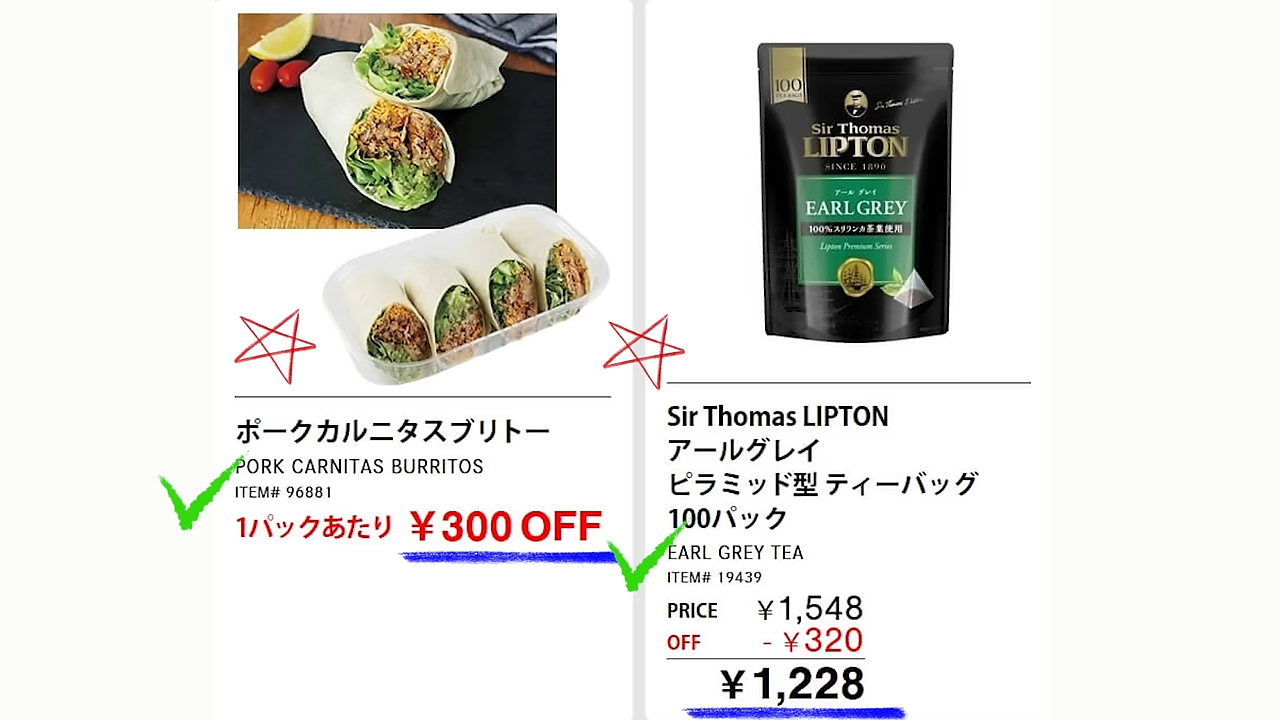 ポークカルニタスブリトー
PORK CARNITAS BURRITOS
ITEM# 96881
1パックあたり ¥300 OFF
100
TEA BAGS
Sir Thomas
LIPTON
SINCE 1890
アール グレイ
EARL GREY
100%スリランカ茶葉使用
Lipton Premium Series
Sir Thomas LIPTON
アールグレイ
ピラミッド型 ティーバッグ
100パック
EARL GREY TEA
ITEM# 19439
PRICE ¥1,548
OFF - ¥320
¥1,228